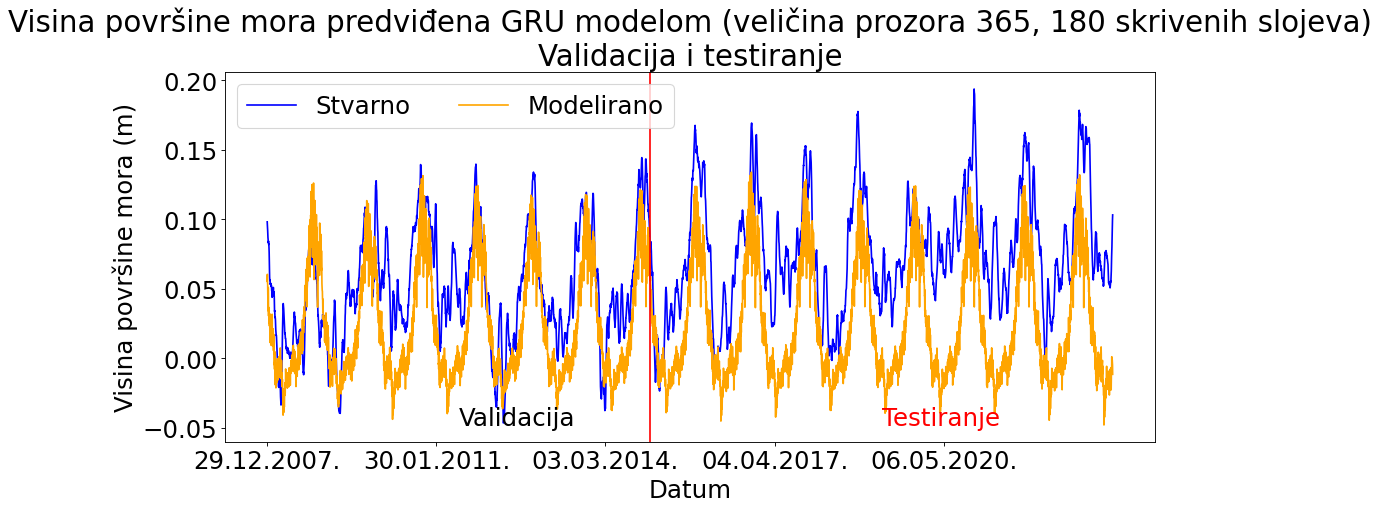 Visina površine mora predviđena GRU modelom (veličina prozora 365, 180 skrivenih slojeva)
Validacija i testiranje
Stvarno
Modelirano
Visina površine mora (m)
0.20
0.15
0.10
0.05
0.00
−0.05
Validacija
Testiranje
29.12.2007.
30.01.2011.
03.03.2014.
04.04.2017.
06.05.2020.
Datum